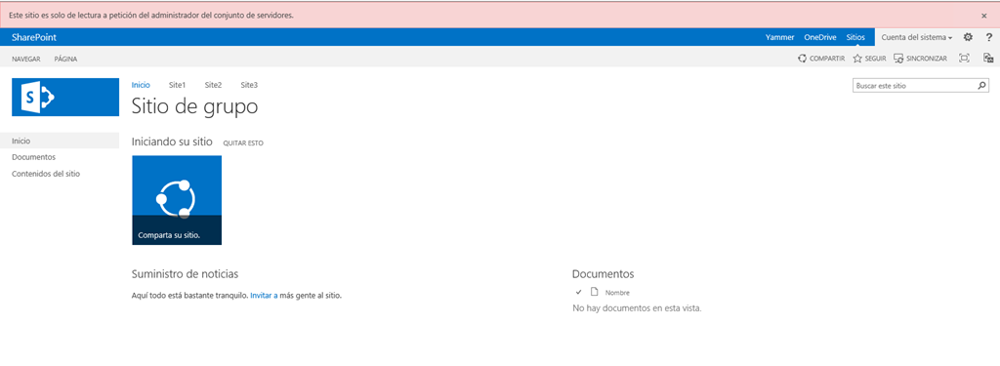 Este sitio es solo de lectura a petición del administrador del conjunto de servidores.
SharePoint Yammer OneDrive Sitios Cuenta del sistema ?
NAVEGAR PÁGINA COMPARTIR SEGUIR SINCRONIZAR
S Inicio Site1 Site2 Site3 Buscar este sitio
Sitio de grupo
Inicio
Documentos
Contenidos del sitio
Iniciando su sitio QUITAR ESTO
Comparta su sitio.
Suministro de noticias
Aquí todo está bastante tranquilo. Invitar a más gente al sitio.
Documentos
Nombre
No hay documentos en esta vista.